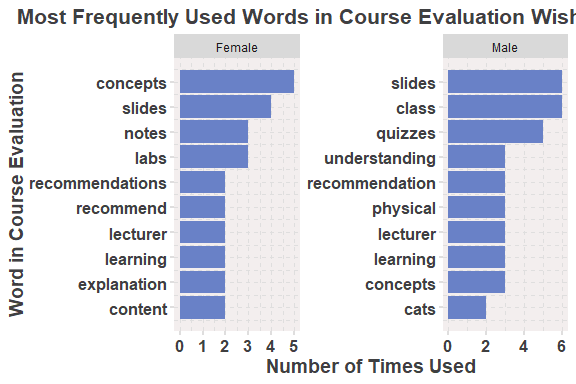 Most Frequently Used Words in Course Evaluation Wish
Female
Male
Word in Course Evaluation
concepts
slides
notes
labs
recommendations
recommend
lecturer
learning
explanation
content
0 1 2 3 4 5
slides
class
quizzes
understanding
recommendation
physical
lecturer
learning
concepts
cats
0 2 4 6
Number of Times Used